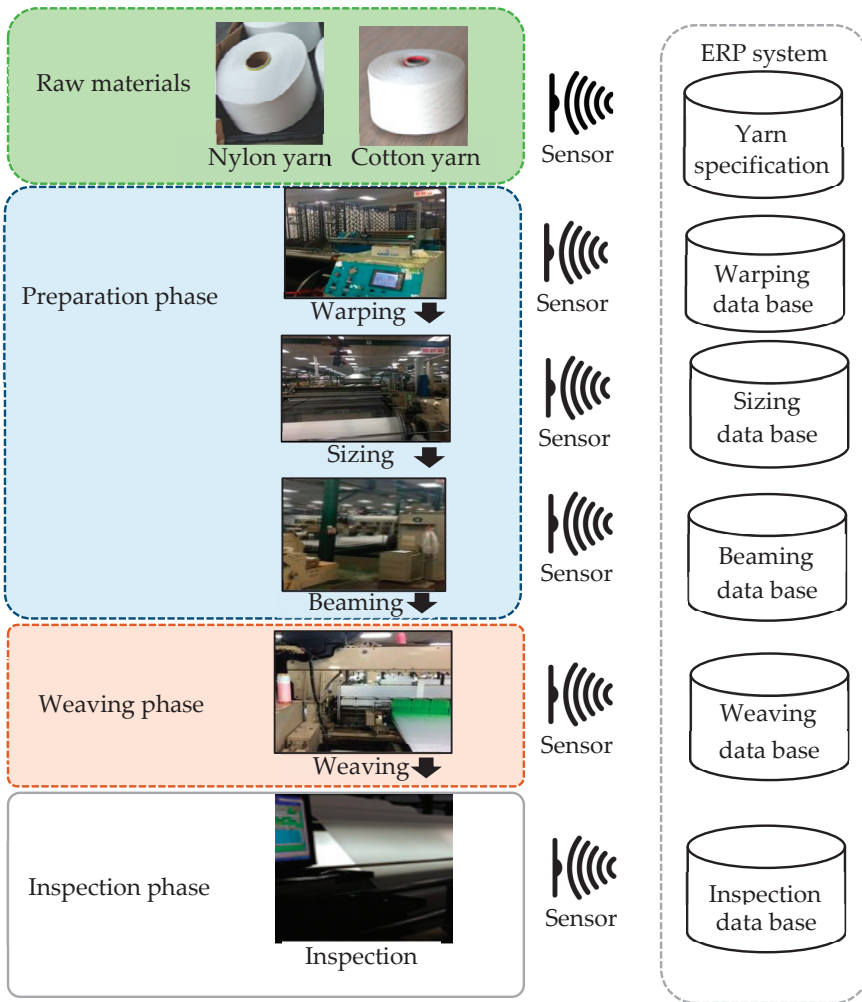 Raw materials
Nylon yarn
Cotton yarn
Sensor
ERP system
Yarn
specification
Preparation phase
Warping
Sensor
Warping
data base
Sizing
Sensor
Sizing
data base
Beaming
Sensor
Beaming
data base
Weaving phase
Weaving
Sensor
Weaving
data base
Inspection phase
Inspection
Sensor
Inspection
data base